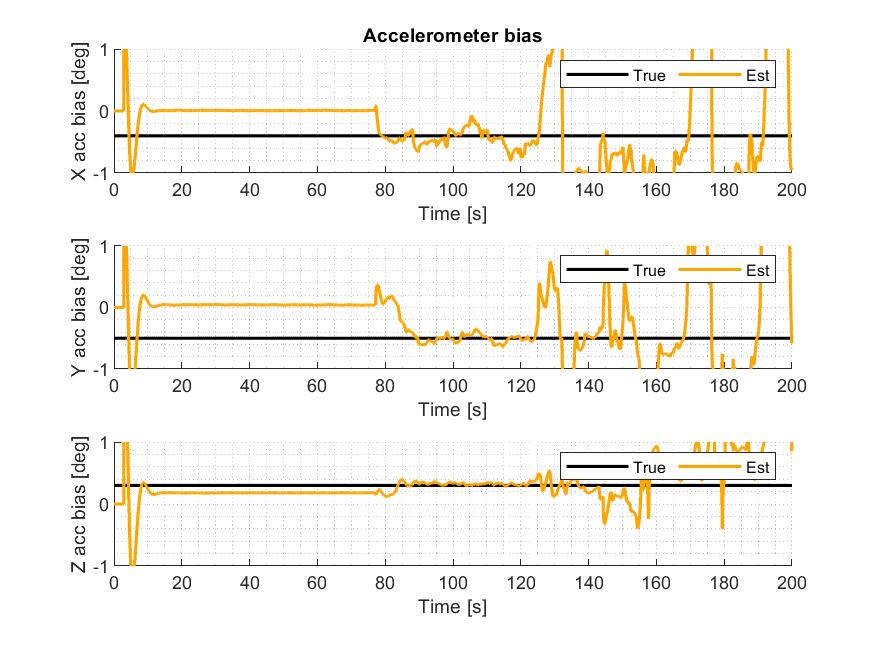 Accelerometer bias
X acc bias [deg]
1
0
-1
True
Est
0 20 40 60 80 100 120 140 160 180 200
Time [s]
Y acc bias [deg]
1
0
-1
True
Est
0 20 40 60 80 100 120 140 160 180 200
Time [s]
Z acc bias [deg]
1
0
-1
True
Est
0 20 40 60 80 100 120 140 160 180 200
Time [s]